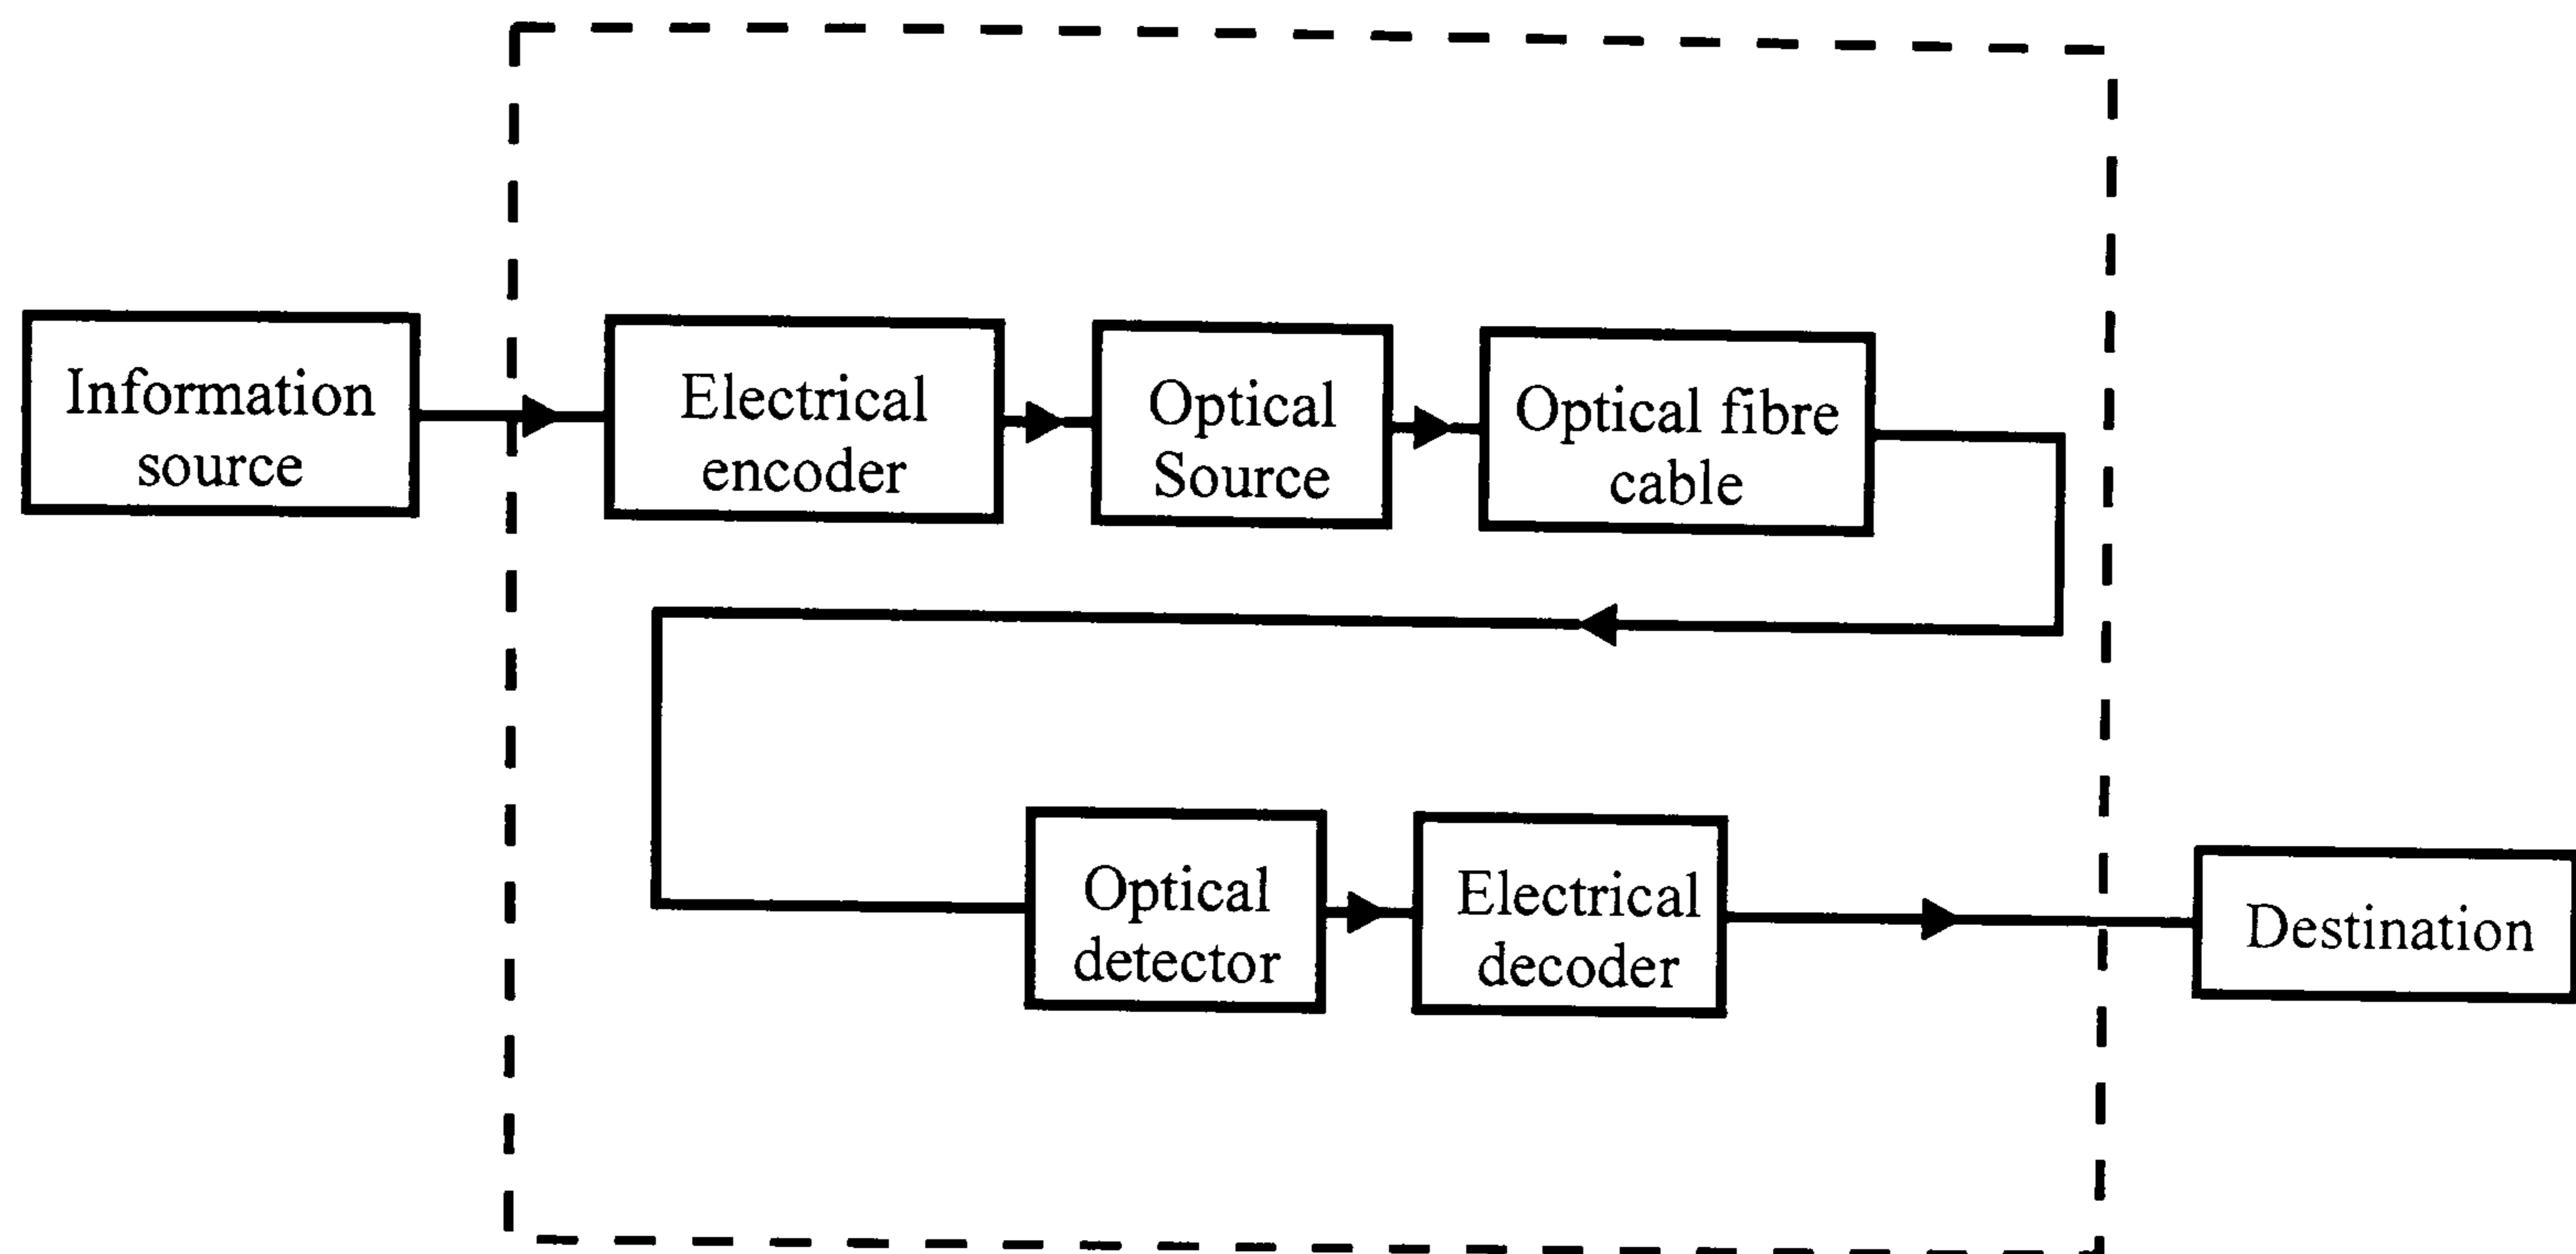 Information
source
Electrical
encoder
Optical
Source
Optical fibre
cable
Optical
detector
Electrical
decoder
Destination